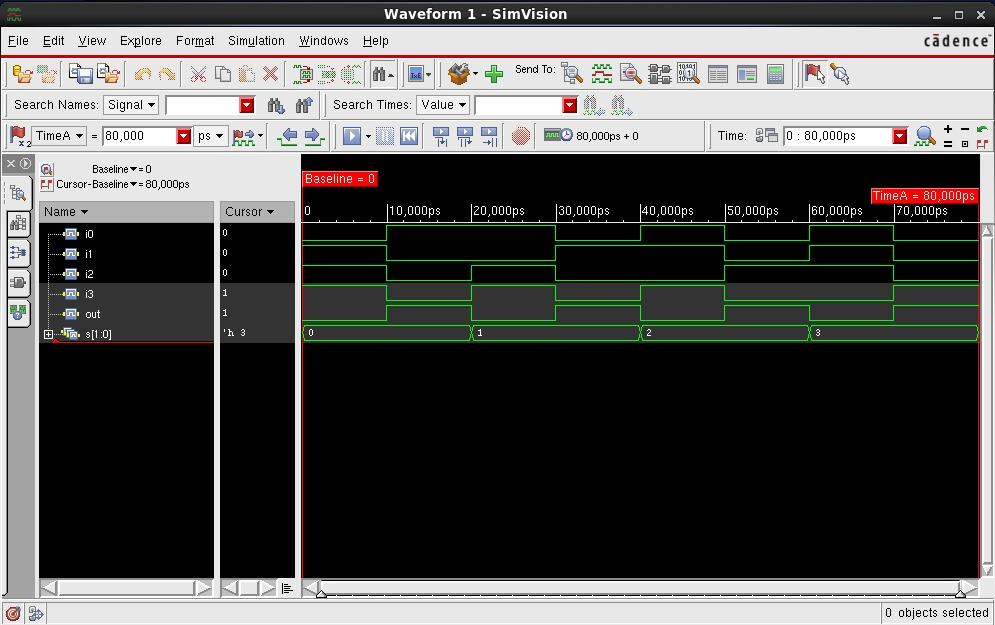 Waveform 1 - SimVision
File Edit View Explore Format Simulation Windows Help
cādence
Send To:
Search Names: Signal
Search Times: Value
x2 TimeA = 80,000 ps
80,000ps + 0
Time: 0 : 80,000ps
Baseline = 0
Cursor-Baseline = 80,000ps
Baseline = 0
TimeA = 80,000ps
Name
Cursor
0 10,000ps 20,000ps 30,000ps 40,000ps 50,000ps 60,000ps 70,000ps
i0 0
i1 0
i2 0
i3 1
out 1
s[1:0] 'h 3 0 1 2 3
0 objects selected